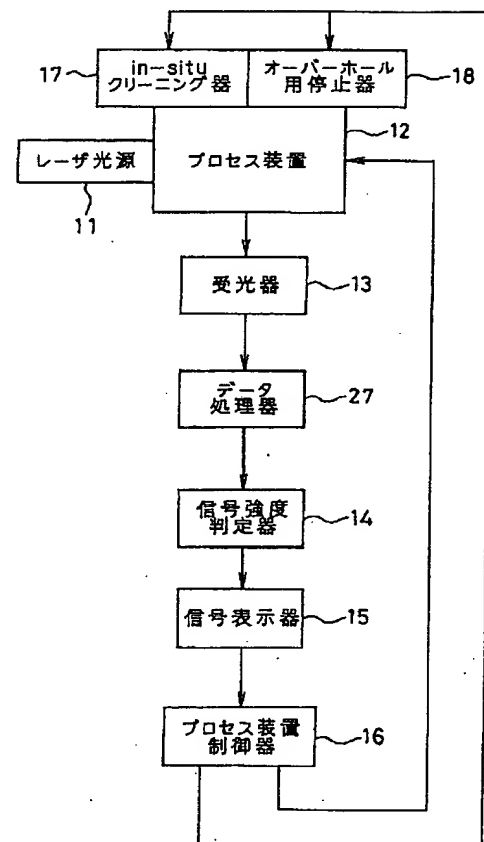 17
in-situ
クリーニング器
オーバーホール
用停止器
18
レーザ光源
11
プロセス装置
12
受光器
13
データ
処理器
27
信号強度
判定器
14
信号表示器
15
プロセス装置
制御器
16